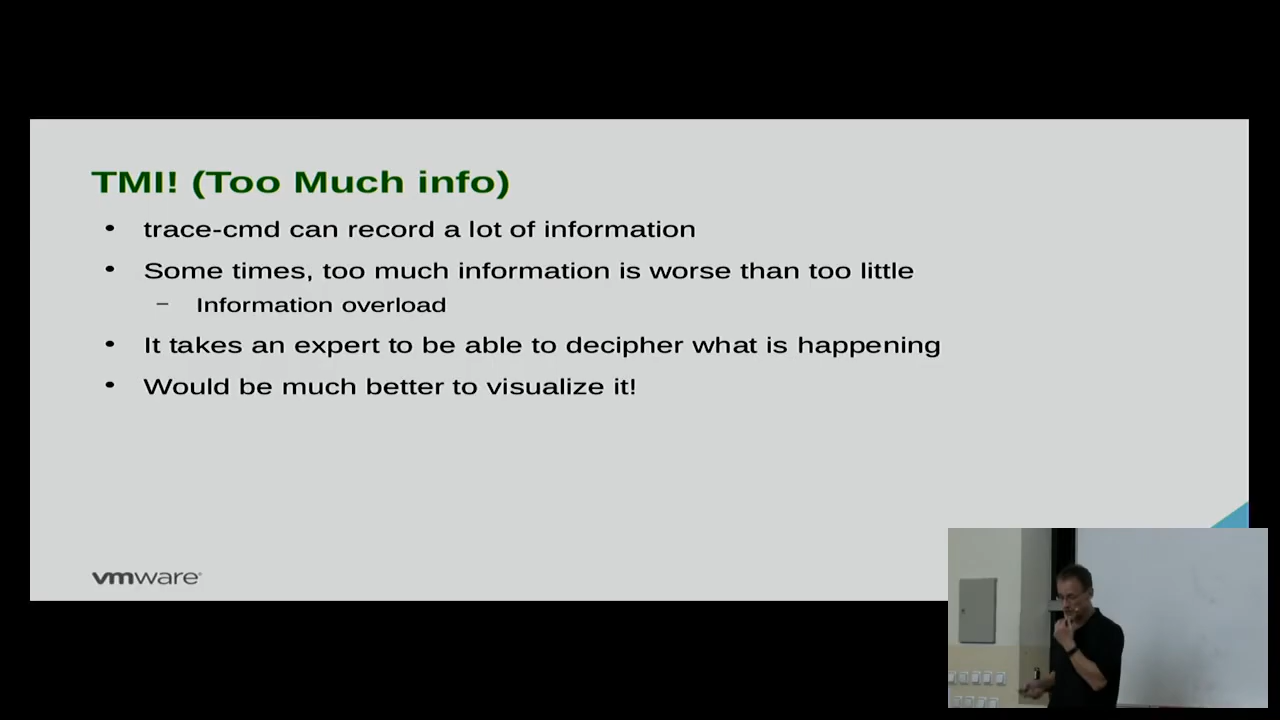 TMI! (Too Much info)
• trace-cmd can record a lot of information
• Some times, too much information is worse than too little
– Information overload
• It takes an expert to be able to decipher what is happening
• Would be much better to visualize it!
vmware®